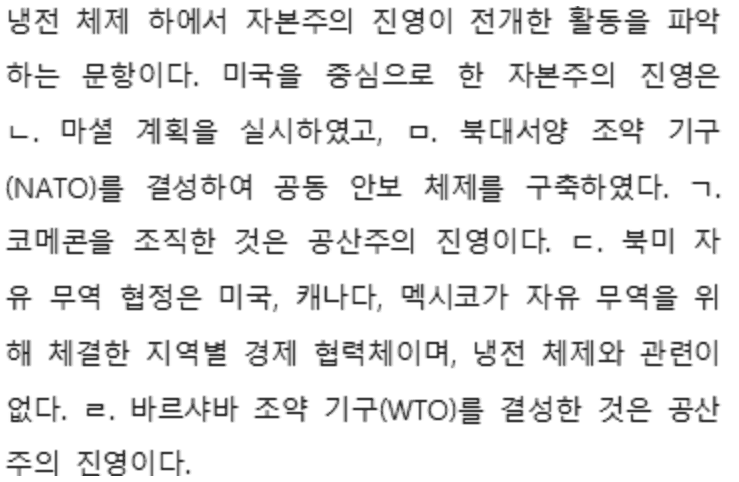 냉전 체제 하에서 자본주의 진영이 전개한 활동을 파악
하는 문항이다. 미국을 중심으로 한 자본주의 진영은
ㄴ. 마셜 계획을 실시하였고, ㅁ. 북대서양 조약 기구
(NATO)를 결성하여 공동 안보 체제를 구축하였다. ㄱ.
코메콘을 조직한 것은 공산주의 진영이다. ㄷ. 북미 자
유 무역 협정은 미국, 캐나다, 멕시코가 자유 무역을 위
해 체결한 지역별 경제 협력체이며, 냉전 체제와 관련이
없다. ㄹ. 바르샤바 조약 기구(WTO)를 결성한 것은 공산
주의 진영이다.